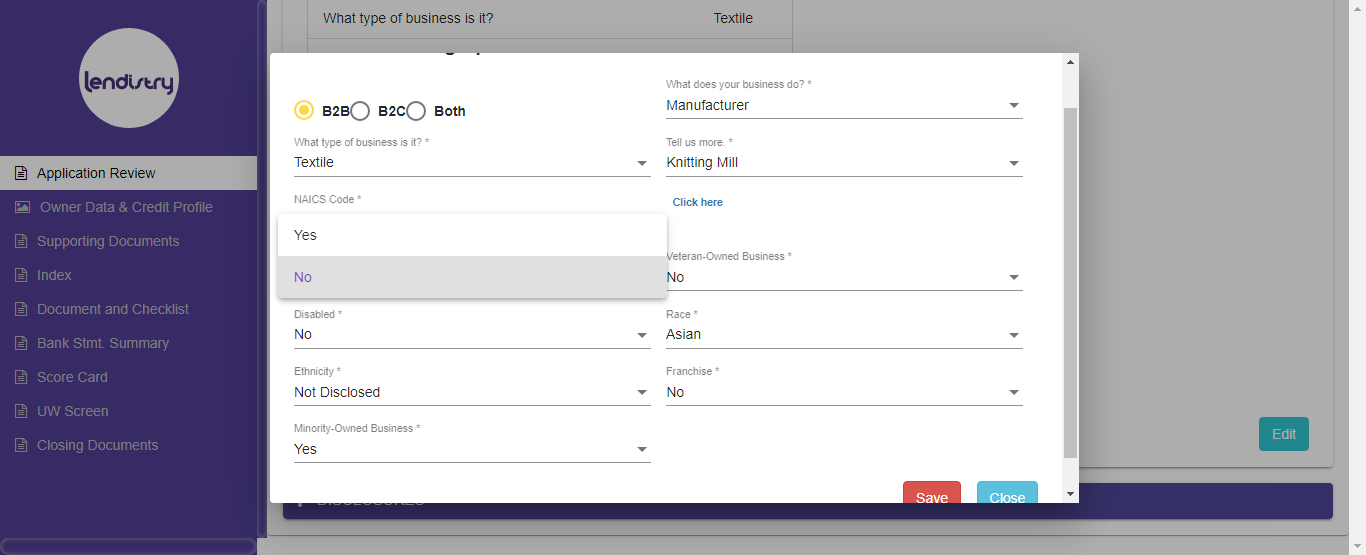 What type of business is it? Textile
lendistry
B2B B2C Both
What does your business do? *
Manufacturer
What type of business is it? *
Textile
Tell us more. *
Knitting Mill
NAICS Code *
Click here
Yes
No
Veteran-Owned Business *
No
Disabled *
No
Race *
Asian
Ethnicity *
Not Disclosed
Franchise *
No
Minority-Owned Business *
Yes
Save Close
Application Review
Owner Data & Credit Profile
Supporting Documents
Index
Document and Checklist
Bank Stmt. Summary
Score Card
UW Screen
Closing Documents
Edit
DISCLOSURES